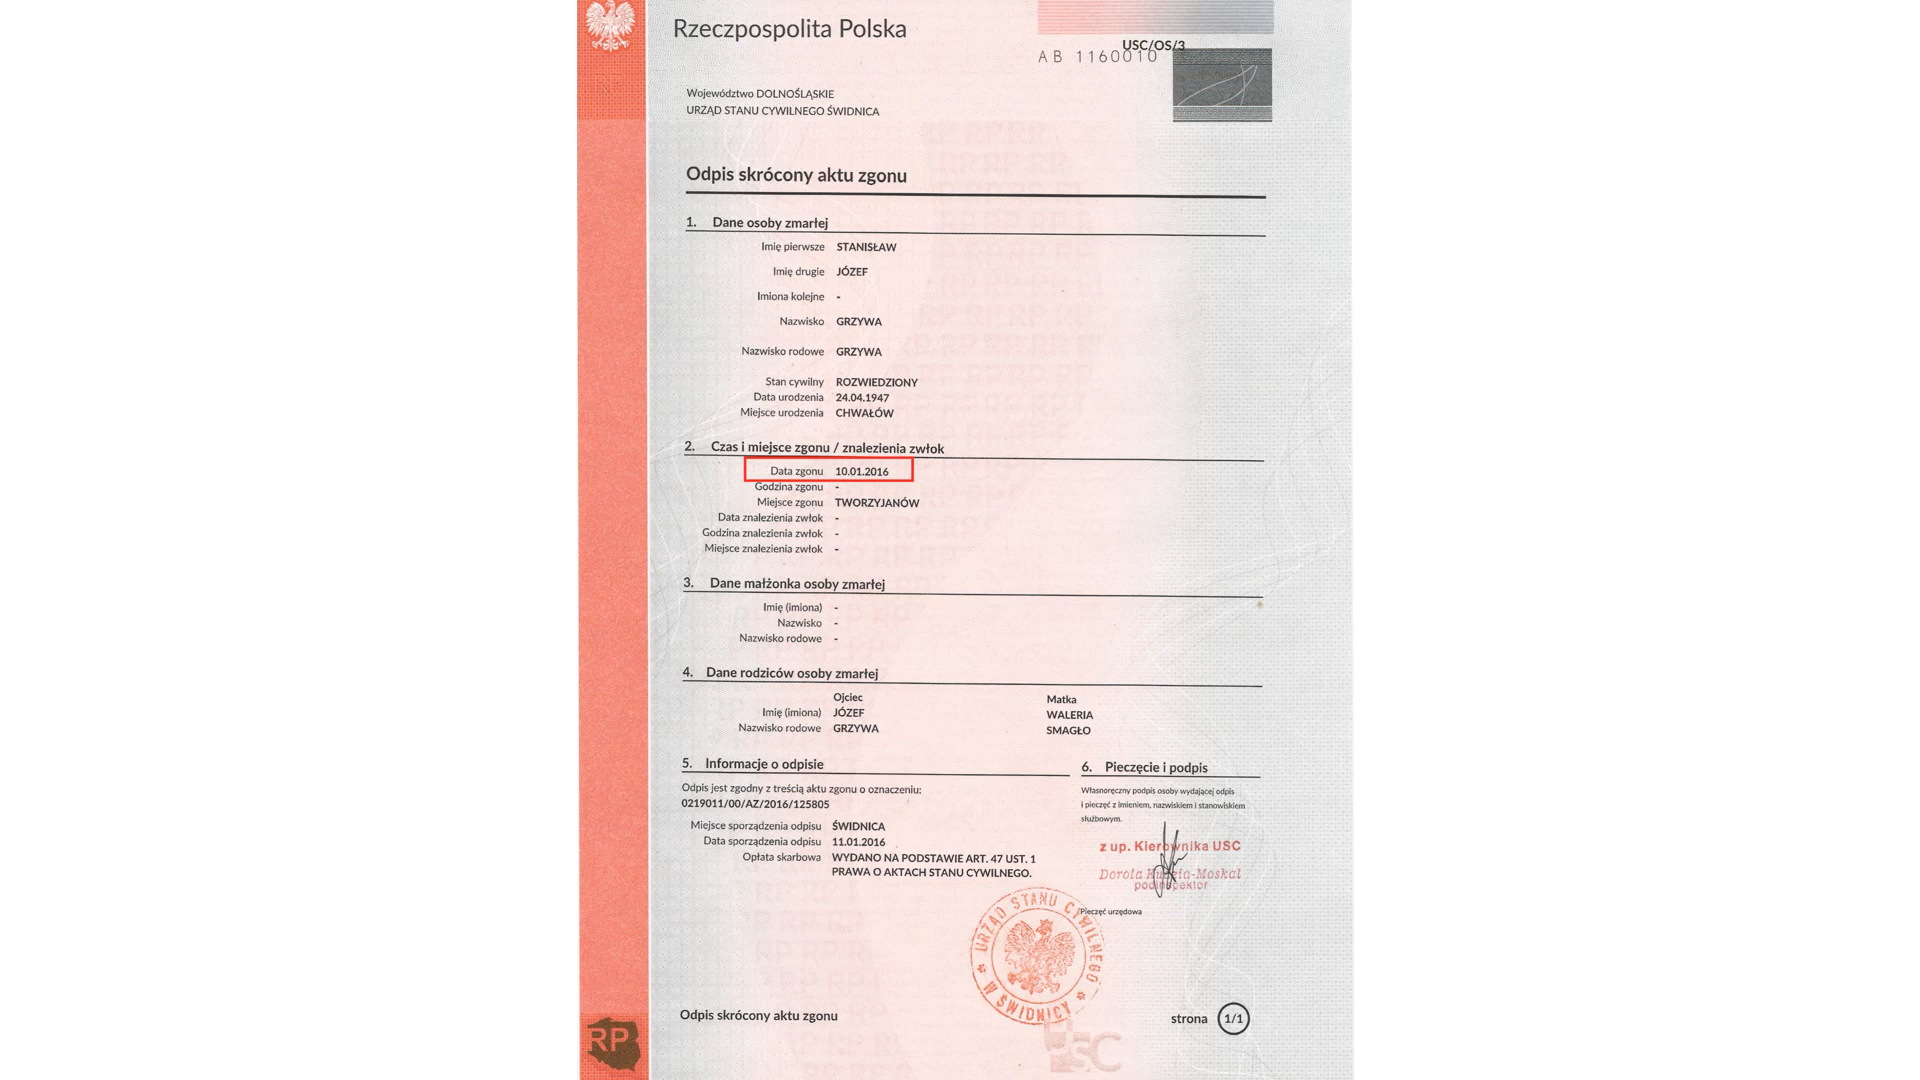 Rzeczpospolita Polska
USC/OS/3
AB 1160010
Województwo DOLNOŚLĄSKIE
URZĄD STANU CYWILNEGO ŚWIDNICA
Odpis skrócony aktu zgonu
1. Dane osoby zmarłej
Imię pierwsze STANISŁAW
Imię drugie JÓZEF
Imiona kolejne -
Nazwisko GRZYWA
Nazwisko rodowe GRZYWA
Stan cywilny ROZWIEDZIONY
Data urodzenia 24.04.1947
Miejsce urodzenia CHWAŁÓW
2. Czas i miejsce zgonu / znalezienia zwłok
Data zgonu 10.01.2016
Godzina zgonu -
Miejsce zgonu TWORZYJANÓW
Data znalezienia zwłok -
Godzina znalezienia zwłok -
Miejsce znalezienia zwłok -
3. Dane małżonka osoby zmarłej
Imię (imiona) -
Nazwisko -
Nazwisko rodowe -
4. Dane rodziców osoby zmarłej
Ojciec Matka
Imię (imiona) JÓZEF WALERIA
Nazwisko rodowe GRZYWA SMAGŁO
5. Informacje o odpisie
Odpis jest zgodny z treścią aktu zgonu o oznaczeniu:
0219011/00/AZ/2016/125805
Miejsce sporządzenia odpisu ŚWIDNICA
Data sporządzenia odpisu 11.01.2016
Opłata skarbowa WYDANO NA PODSTAWIE ART. 47 UST. 1
PRAWA O AKTACH STANU CYWILNEGO.
6. Pieczęcie i podpis
Własnoręczny podpis osoby wydającej odpis
i pieczęć z imieniem, nazwiskiem i stanowiskiem
służbowym.
z up. Kierownika USC
Dorota
podinspektor
Pieczęć urzędowa
URZĄD STANU CYWILNEGO
W ŚWIDNICY
Odpis skrócony aktu zgonu
strona 1/1
RP
USC